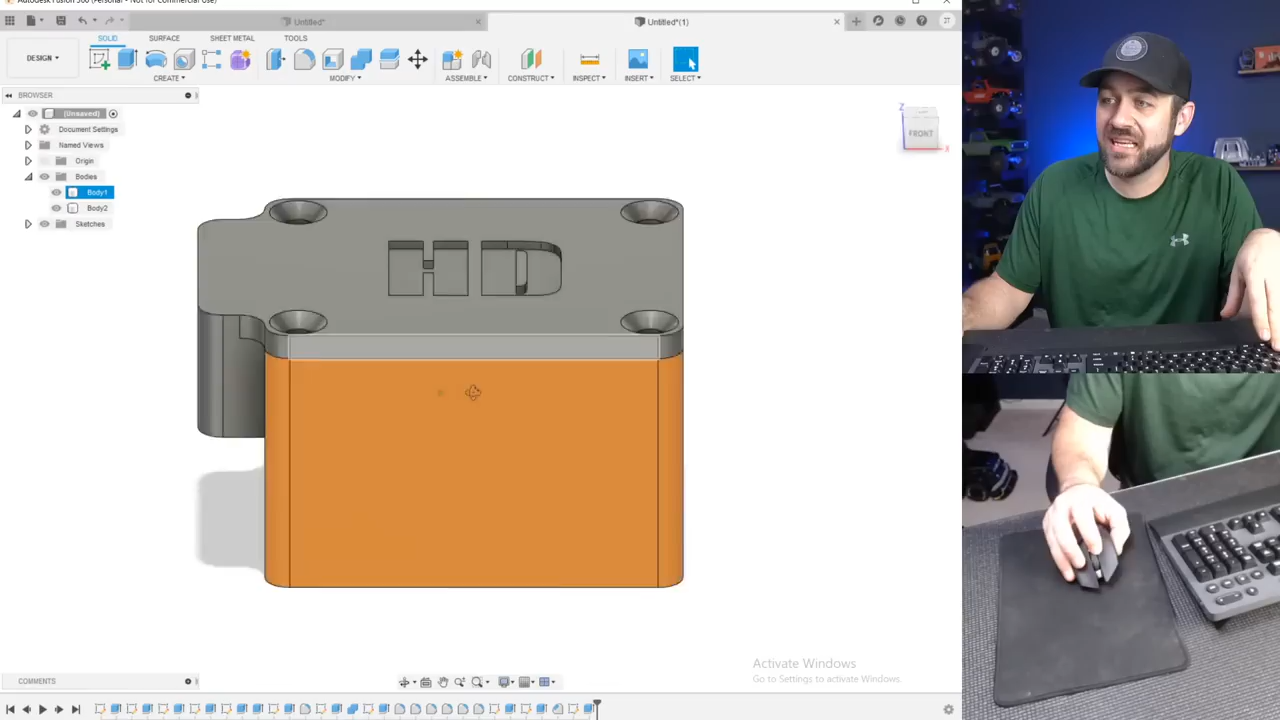 Autodesk Fusion 360 (Personal - Not for Commercial Use)
Untitled*
Untitled*(1)
JT
DESIGN
SOLID
SURFACE
SHEET METAL
TOOLS
CREATE
MODIFY
ASSEMBLE
CONSTRUCT
INSPECT
INSERT
SELECT
BROWSER
(Unsaved)
Document Settings
Named Views
Origin
Bodies
Body1
Body2
Sketches
Z
FRONT
X
HD
Activate Windows
Go to Settings to activate Windows.
COMMENTS